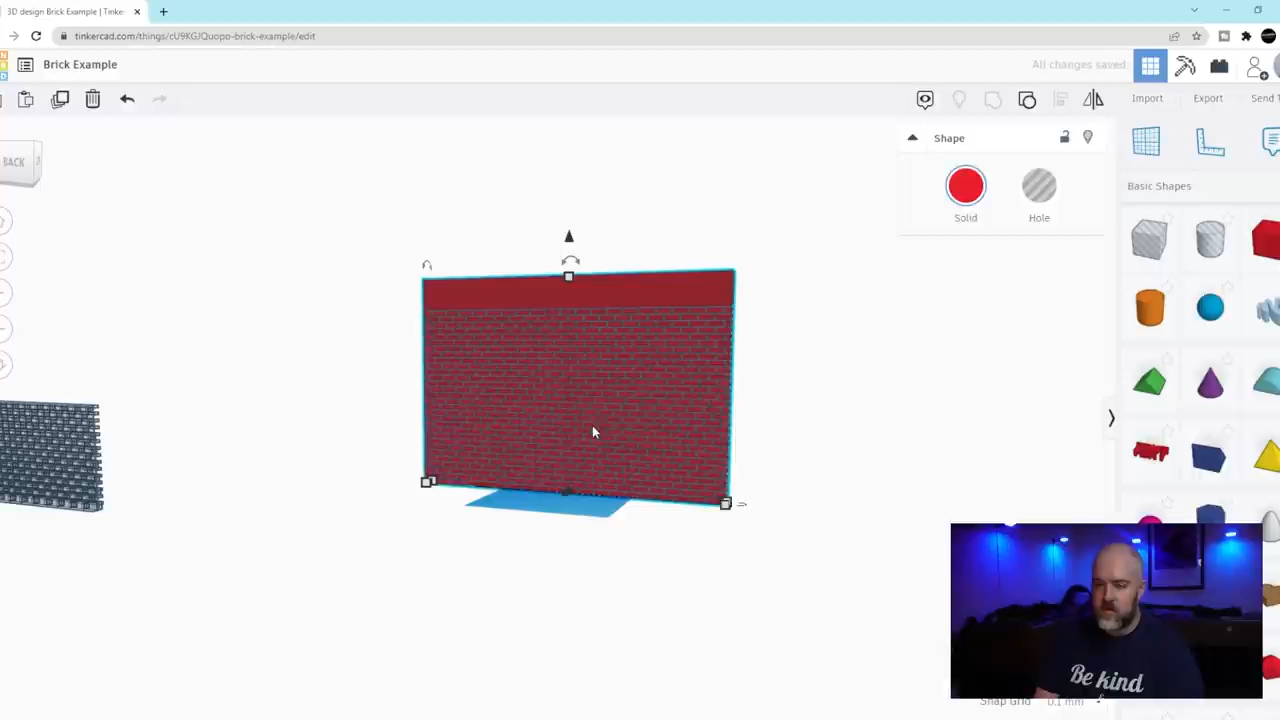 3D design Brick Example | Tinker
tinkercad.com/things/cU9KGJQuopo-brick-example/edit
Brick Example
All changes saved
Import
Export
Send T
Shape
Solid
Hole
Basic Shapes
BACK
Be kind
Snap Grid 0.1 mm